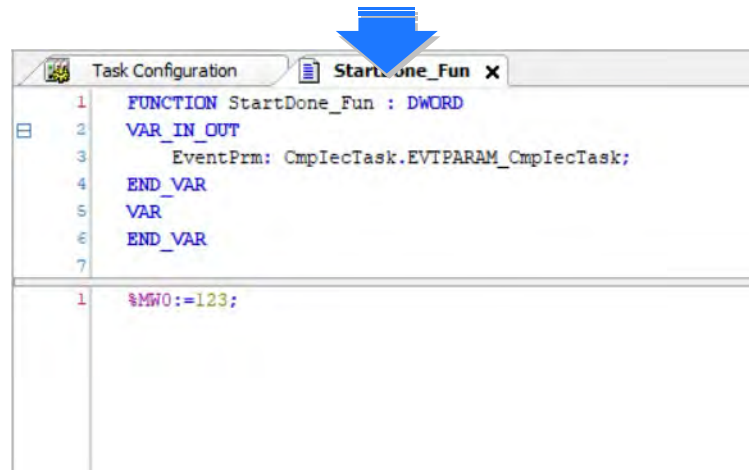 Task Configuration StartDone_Fun x
1 FUNCTION StartDone_Fun : DWORD
2 VAR_IN_OUT
3 EventPrm: CmpIecTask.EVTPARAM_CmpIecTask;
4 END_VAR
5 VAR
6 END_VAR
7
1 %MW0:=123;